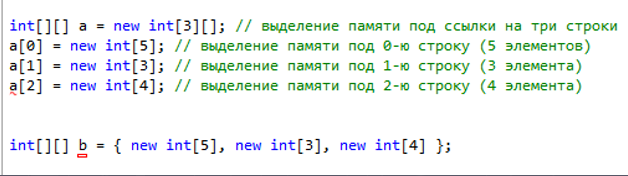 int[][] a = new int[3][]; // выделение памяти под ссылки на три строки
a[0] = new int[5]; // выделение памяти под 0-ю строку (5 элементов)
a[1] = new int[3]; // выделение памяти под 1-ю строку (3 элемента)
a[2] = new int[4]; // выделение памяти под 2-ю строку (4 элемента)
int[][] b = { new int[5], new int[3], new int[4] };